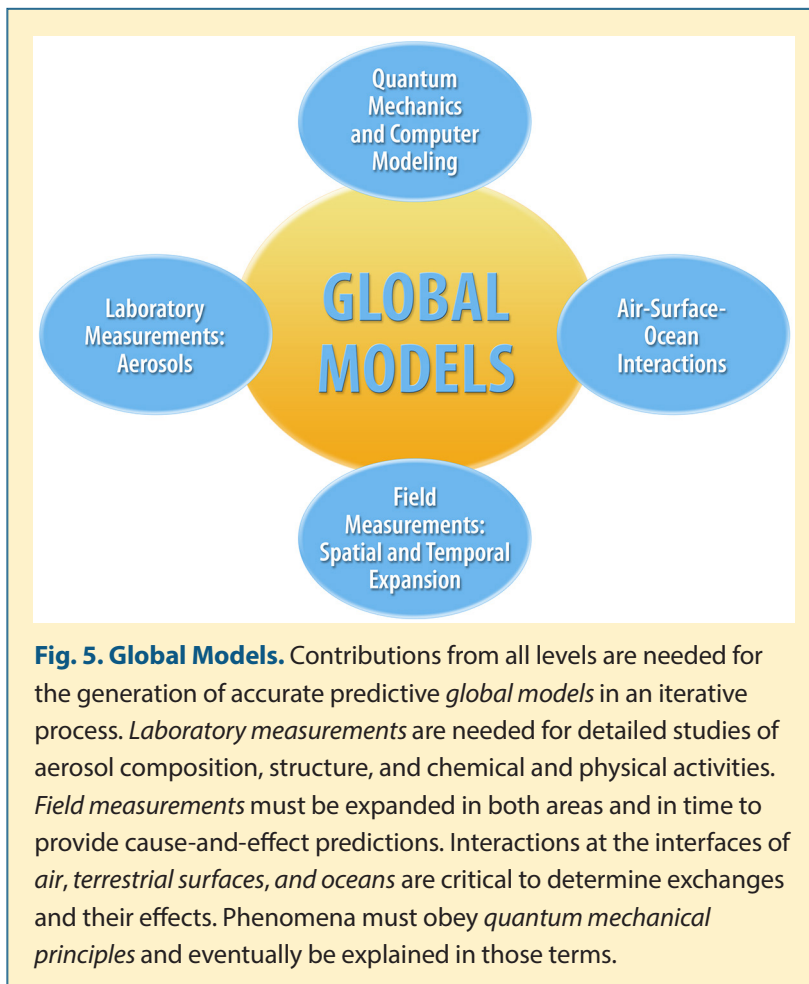 Quantum
Mechanics
and Computer
Modeling
Laboratory
Measurements:
Aerosols
GLOBAL
MODELS
Air-Surface-
Ocean
Interactions
Field
Measurements:
Spatial and Temporal
Expansion
Fig. 5. Global Models. Contributions from all levels are needed for
the generation of accurate predictive global models in an iterative
process. Laboratory measurements are needed for detailed studies of
aerosol composition, structure, and chemical and physical activities.
Field measurements must be expanded in both areas and in time to
provide cause-and-effect predictions. Interactions at the interfaces of
air, terrestrial surfaces, and oceans are critical to determine exchanges
and their effects. Phenomena must obey quantum mechanical
principles and eventually be explained in those terms.